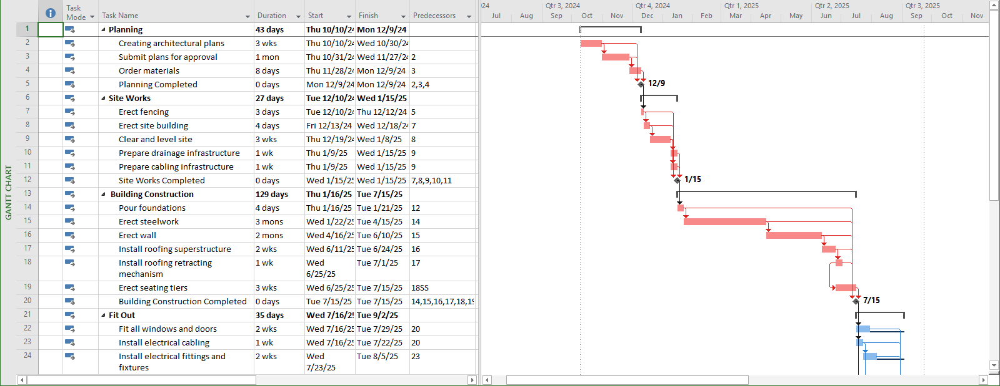 Task Mode Task Name Duration Start Finish Predecessors
024 Qtr 3, 2024 Qtr 4, 2024 Qtr 1, 2025 Qtr 2, 2025 Qtr 3, 2025
Jul Aug Sep Oct Nov Dec Jan Feb Mar Apr May Jun Jul Aug Sep Oct Nov
GANTT CHART
1 Planning 43 days Thu 10/10/24 Mon 12/9/24
2 Creating architectural plans 3 wks Thu 10/10/24 Wed 10/30/24
3 Submit plans for approval 1 mon Thu 10/31/24 Wed 11/27/24 2
4 Order materials 8 days Thu 11/28/24 Mon 12/9/24 3
5 Planning Completed 0 days Mon 12/9/24 Mon 12/9/24 2,3,4 12/9
6 Site Works 27 days Tue 12/10/24 Wed 1/15/25
7 Erect fencing 3 days Tue 12/10/24 Thu 12/12/24 5
8 Erect site building 4 days Fri 12/13/24 Wed 12/18/24 7
9 Clear and level site 3 wks Thu 12/19/24 Wed 1/8/25 8
10 Prepare drainage infrastructure 1 wk Thu 1/9/25 Wed 1/15/25 9
11 Prepare cabling infrastructure 1 wk Thu 1/9/25 Wed 1/15/25 9
12 Site Works Completed 0 days Wed 1/15/25 Wed 1/15/25 7,8,9,10,11 1/15
13 Building Construction 129 days Thu 1/16/25 Tue 7/15/25
14 Pour foundations 4 days Thu 1/16/25 Tue 1/21/25 12
15 Erect steelwork 3 mons Wed 1/22/25 Tue 4/15/25 14
16 Erect wall 2 mons Wed 4/16/25 Tue 6/10/25 15
17 Install roofing superstructure 2 wks Wed 6/11/25 Tue 6/24/25 16
18 Install roofing retracting mechanism 1 wk Wed 6/25/25 Tue 7/1/25 17
19 Erect seating tiers 3 wks Wed 6/25/25 Tue 7/15/25 18SS
20 Building Construction Completed 0 days Tue 7/15/25 Tue 7/15/25 14,15,16,17,18,19 7/15
21 Fit Out 35 days Wed 7/16/25 Tue 9/2/25
22 Fit all windows and doors 2 wks Wed 7/16/25 Tue 7/29/25 20
23 Install electrical cabling 1 wk Wed 7/16/25 Tue 7/22/25 20
24 Install electrical fittings and fixtures 2 wks Wed 7/23/25 Tue 8/5/25 23